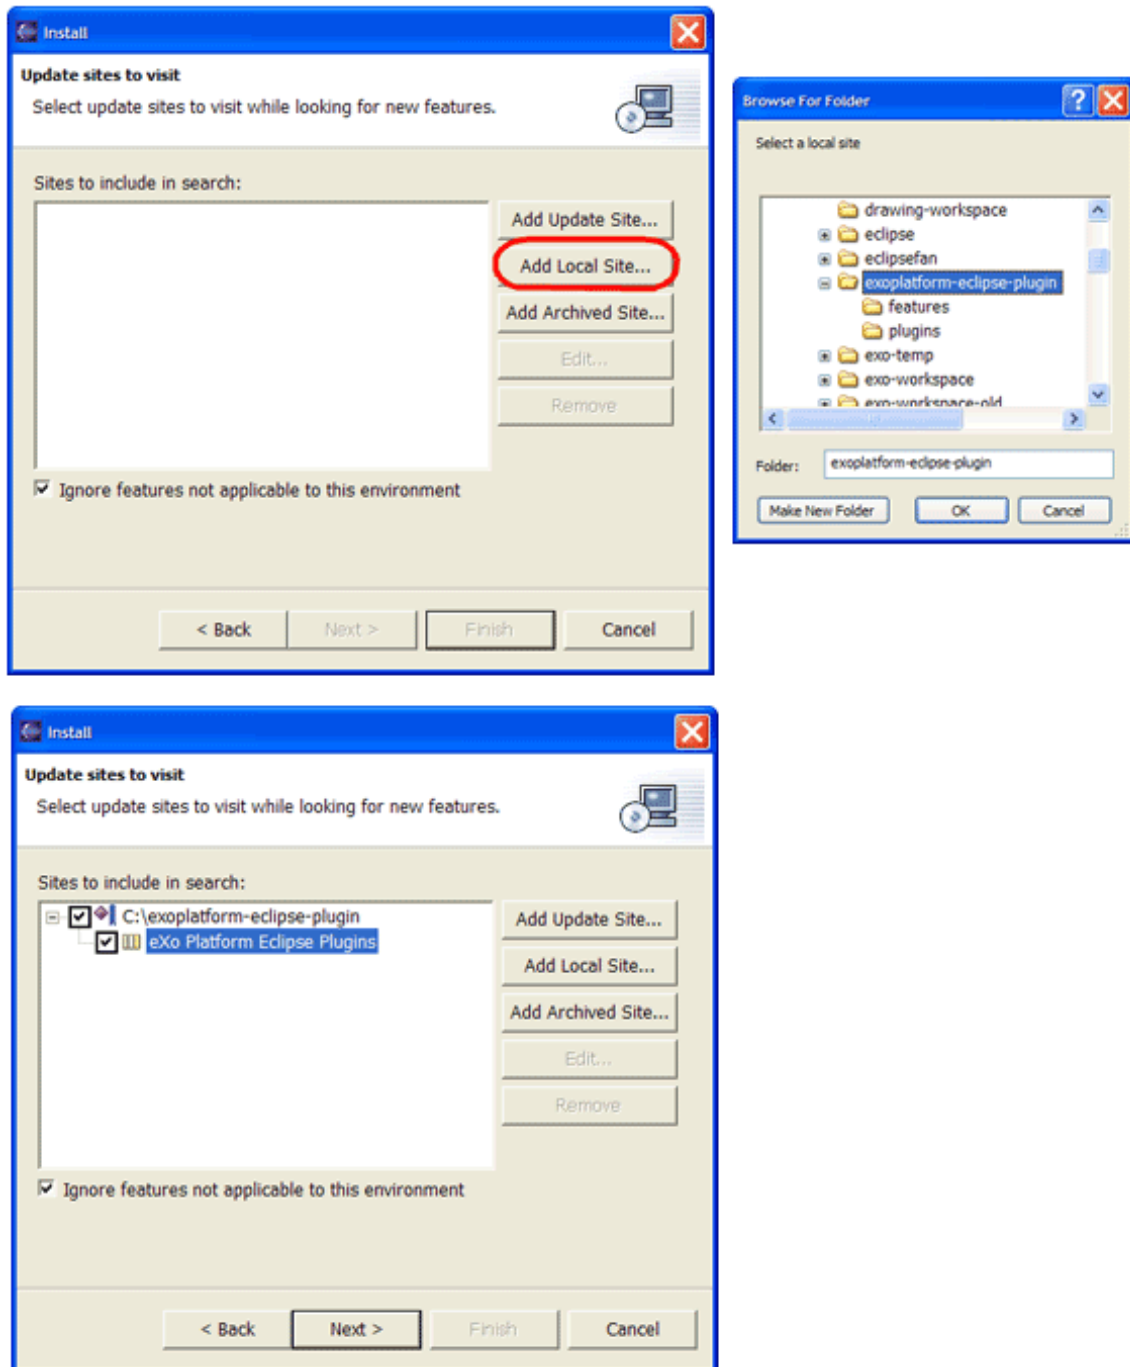 Install
Update sites to visit
Select update sites to visit while looking for new features.
Sites to include in search:
Add Update Site...
Add Local Site...
Add Archived Site...
Edit...
Remove
Ignore features not applicable to this environment
< Back
Next >
Finish
Cancel
Browse For Folder
Select a local site
drawing-workspace
eclipse
eclipsefan
exoplatform-eclipse-plugin
features
plugins
exo-temp
exo-workspace
exo-workspace-old
Folder: exoplatform-eclipse-plugin
Make New Folder
OK
Cancel
Install
Update sites to visit
Select update sites to visit while looking for new features.
Sites to include in search:
C:\exoplatform-eclipse-plugin
eXo Platform Eclipse Plugins
Add Update Site...
Add Local Site...
Add Archived Site...
Edit...
Remove
Ignore features not applicable to this environment
< Back
Next >
Finish
Cancel